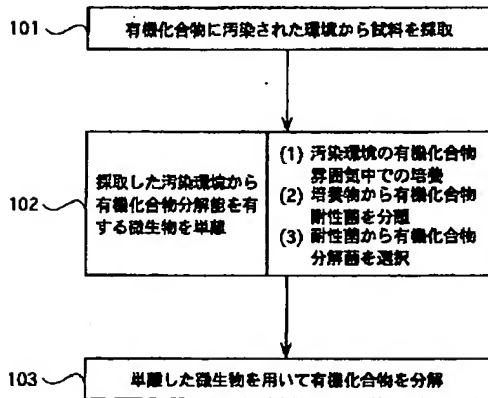 101
有機化合物に汚染された環境から試料を採取
102
採取した汚染環境から
有機化合物分解能を有
する微生物を単離
(1) 汚染環境の有機化合物
雰囲気中での培養
(2) 培養物から有機化合物
耐性菌を分離
(3) 耐性菌から有機化合物
分解菌を選択
103
単離した微生物を用いて有機化合物を分解